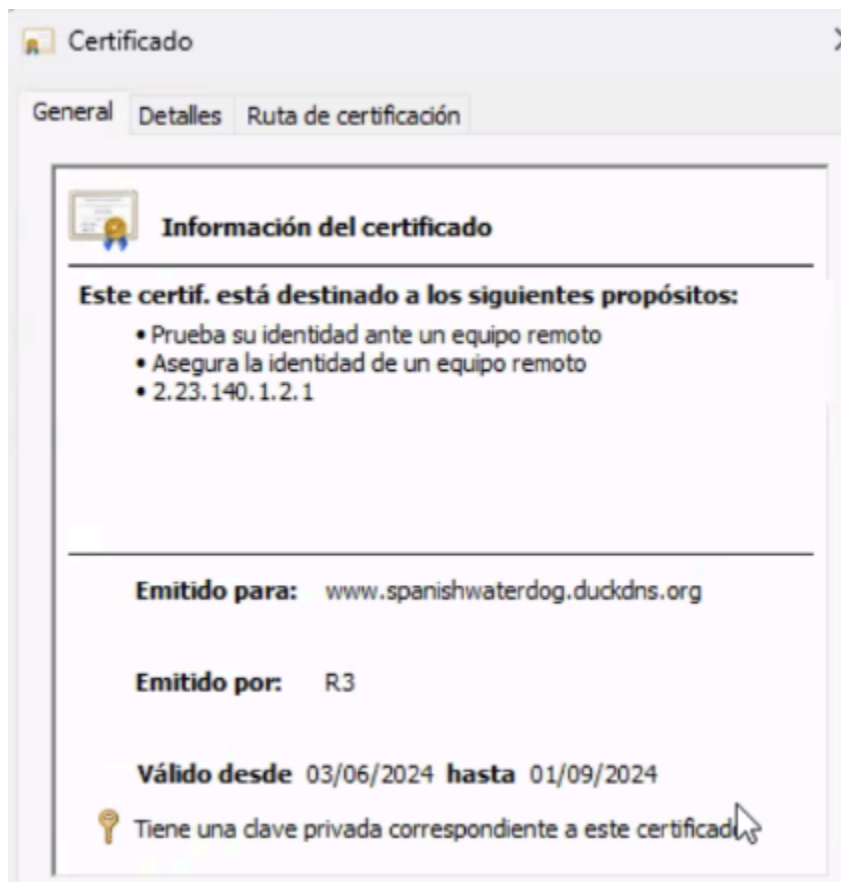 Certificado
General Detalles Ruta de certificación
Información del certificado
Este certif. está destinado a los siguientes propósitos:
• Prueba su identidad ante un equipo remoto
• Asegura la identidad de un equipo remoto
• 2.23.140.1.2.1
Emitido para: www.spanishwaterdog.duckdns.org
Emitido por: R3
Válido desde 03/06/2024 hasta 01/09/2024
Tiene una clave privada correspondiente a este certificado